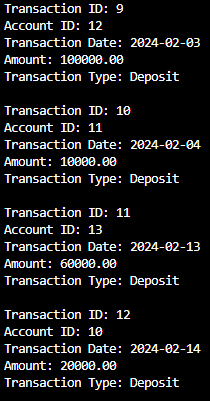 Transaction ID: 9
Account ID: 12
Transaction Date: 2024-02-03
Amount: 100000.00
Transaction Type: Deposit
Transaction ID: 10
Account ID: 11
Transaction Date: 2024-02-04
Amount: 10000.00
Transaction Type: Deposit
Transaction ID: 11
Account ID: 13
Transaction Date: 2024-02-13
Amount: 60000.00
Transaction Type: Deposit
Transaction ID: 12
Account ID: 10
Transaction Date: 2024-02-14
Amount: 20000.00
Transaction Type: Deposit